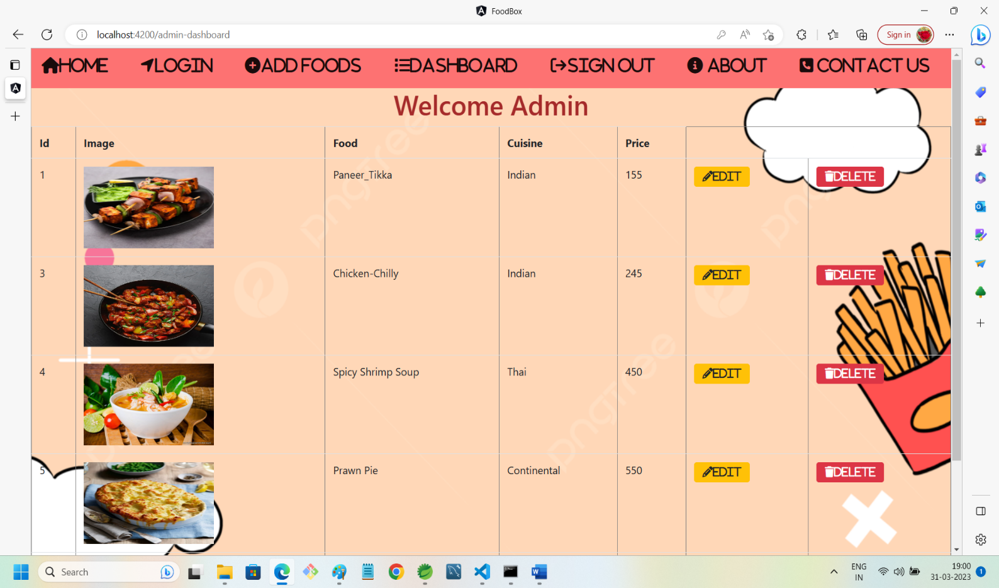 FoodBox
localhost:4200/admin-dashboard
Sign in
HOME LOGIN ADD FOODS DASHBOARD SIGN OUT ABOUT CONTACT US
Welcome Admin
Id Image Food Cuisine Price
1 Paneer_Tikka Indian 155 EDIT DELETE
3 Chicken-Chilly Indian 245 EDIT DELETE
4 Spicy Shrimp Soup Thai 450 EDIT DELETE
5 Prawn Pie Continental 550 EDIT DELETE
pngtree
pngtree
pngtree
Search
ENG
IN
19:00
31-03-2023
1